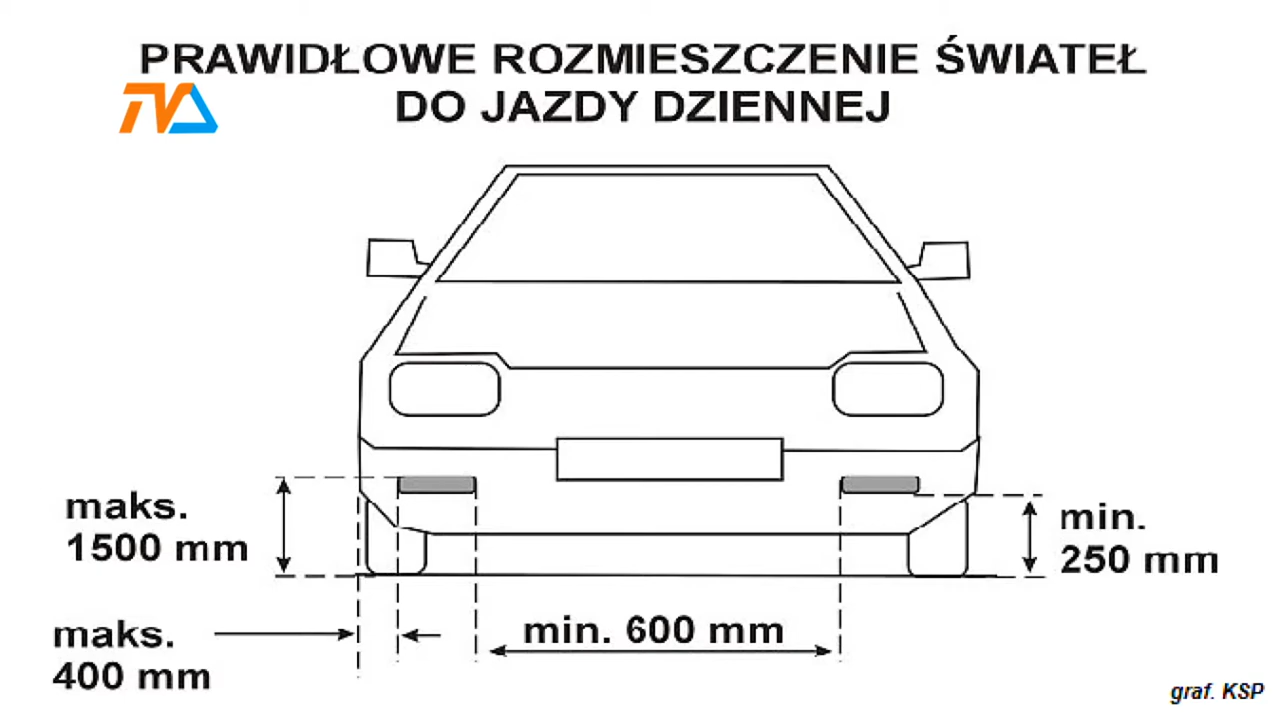 PRAWIDŁOWE ROZMIESZCZENIE ŚWIATEŁ
DO JAZDY DZIENNEJ
TVS
maks.
1500 mm
min.
250 mm
maks.
400 mm
min. 600 mm
graf. KSP